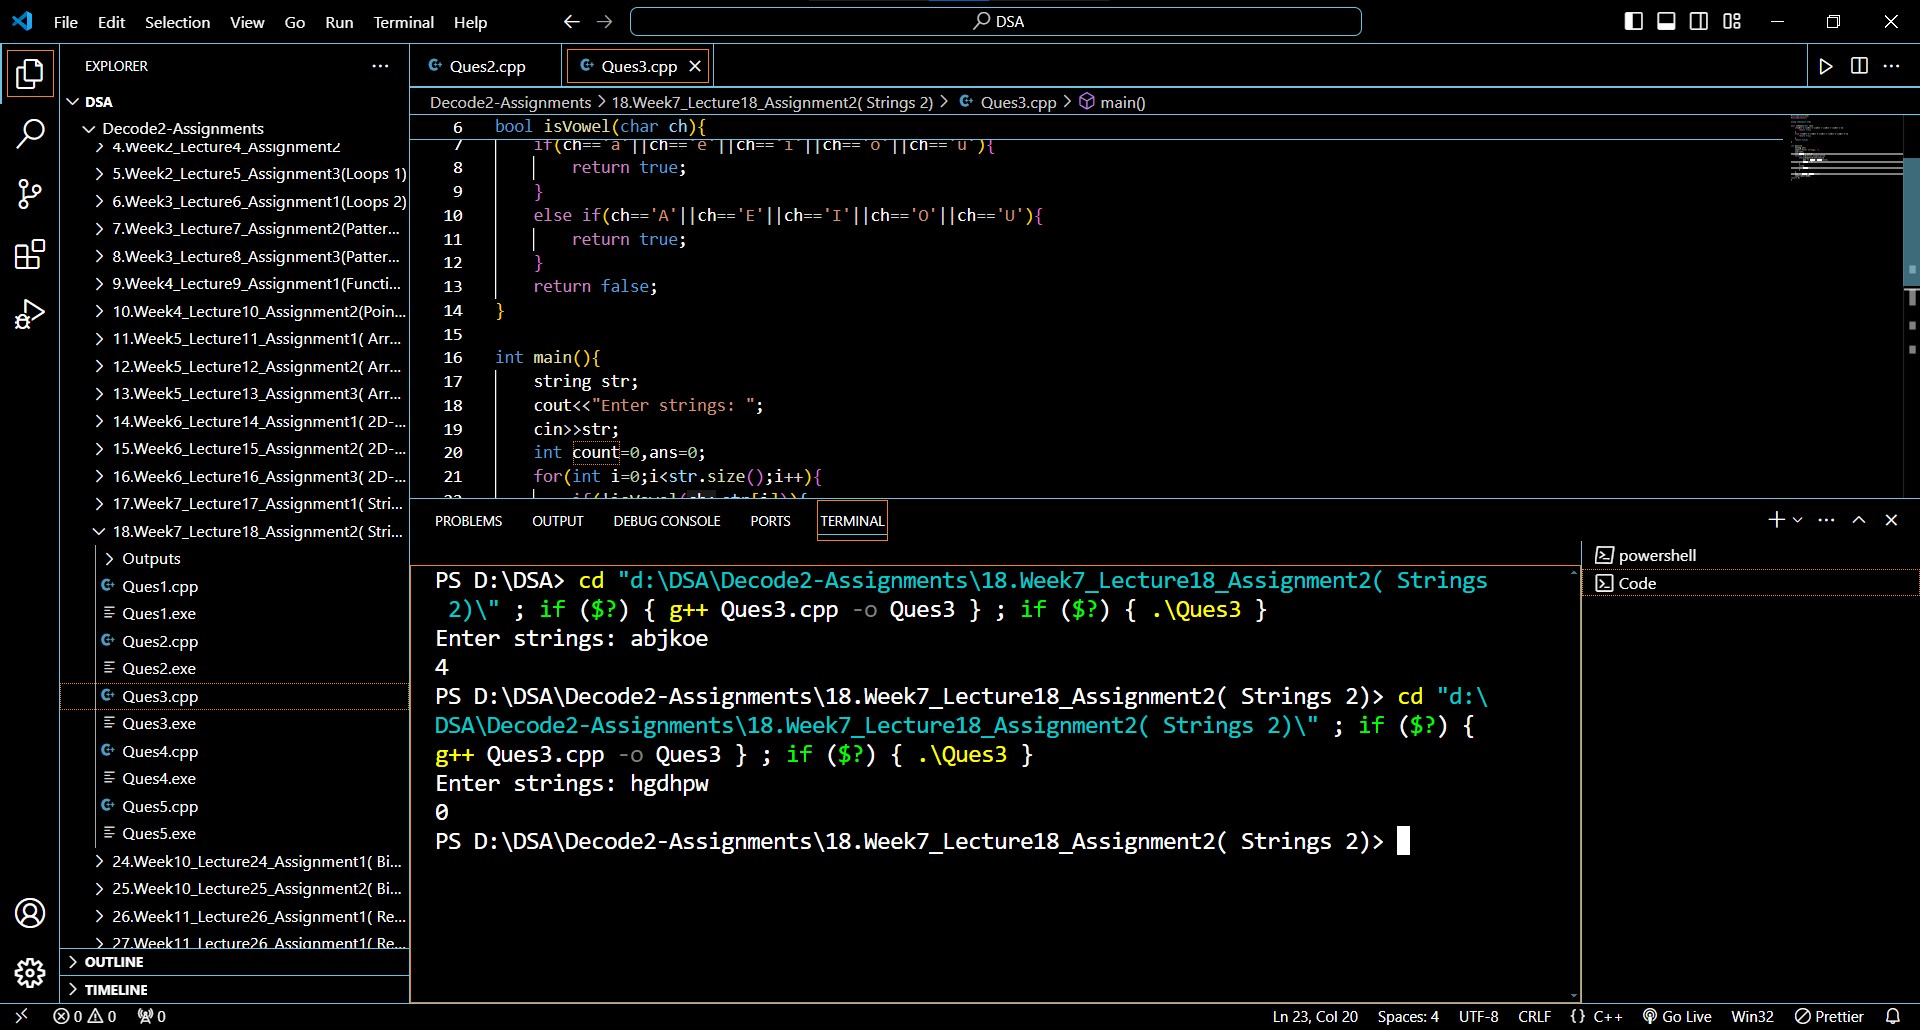 File Edit Selection View Go Run Terminal Help
DSA
EXPLORER
DSA
Decode2-Assignments
4.Week2_Lecture4_Assignment2
5.Week2_Lecture5_Assignment3(Loops 1)
6.Week3_Lecture6_Assignment1(Loops 2)
7.Week3_Lecture7_Assignment2(Patter...
8.Week3_Lecture8_Assignment3(Patter...
9.Week4_Lecture9_Assignment1(Functi...
10.Week4_Lecture10_Assignment2(Poin...
11.Week5_Lecture11_Assignment1( Arr...
12.Week5_Lecture12_Assignment2( Arr...
13.Week5_Lecture13_Assignment3( Arr...
14.Week6_Lecture14_Assignment1( 2D-...
15.Week6_Lecture15_Assignment2( 2D-...
16.Week6_Lecture16_Assignment3( 2D-...
17.Week7_Lecture17_Assignment1( Stri...
18.Week7_Lecture18_Assignment2( Stri...
Outputs
Ques1.cpp
Ques1.exe
Ques2.cpp
Ques2.exe
Ques3.cpp
Ques3.exe
Ques4.cpp
Ques4.exe
Ques5.cpp
Ques5.exe
24.Week10_Lecture24_Assignment1( Bi...
25.Week10_Lecture25_Assignment2( Bi...
26.Week11_Lecture26_Assignment1( Re...
27.Week11_Lecture26_Assignment1( Re...
OUTLINE
TIMELINE
Ques2.cpp
Ques3.cpp
Decode2-Assignments > 18.Week7_Lecture18_Assignment2( Strings 2) > Ques3.cpp > main()
6 bool isVowel(char ch){
7 if(ch=='a'||ch=='e'||ch=='i'||ch=='o'||ch=='u'){
8 return true;
9 }
10 else if(ch=='A'||ch=='E'||ch=='I'||ch=='O'||ch=='U'){
11 return true;
12 }
13 return false;
14 }
15
16 int main(){
17 string str;
18 cout<<"Enter strings: ";
19 cin>>str;
20 int count=0,ans=0;
21 for(int i=0;i<str.size();i++){
22 if(!isVowel(ch: str[i])){
PROBLEMS OUTPUT DEBUG CONSOLE PORTS TERMINAL
PS D:\DSA> cd "d:\DSA\Decode2-Assignments\18.Week7_Lecture18_Assignment2( Strings
2)\" ; if ($?) { g++ Ques3.cpp -o Ques3 } ; if ($?) { .\Ques3 }
Enter strings: abjkoe
4
PS D:\DSA\Decode2-Assignments\18.Week7_Lecture18_Assignment2( Strings 2)> cd "d:\
DSA\Decode2-Assignments\18.Week7_Lecture18_Assignment2( Strings 2)\" ; if ($?) {
g++ Ques3.cpp -o Ques3 } ; if ($?) { .\Ques3 }
Enter strings: hgdhpw
0
PS D:\DSA\Decode2-Assignments\18.Week7_Lecture18_Assignment2( Strings 2)>
powershell
Code
0 0 0
Ln 23, Col 20 Spaces: 4 UTF-8 CRLF {} C++ Go Live Win32 Prettier